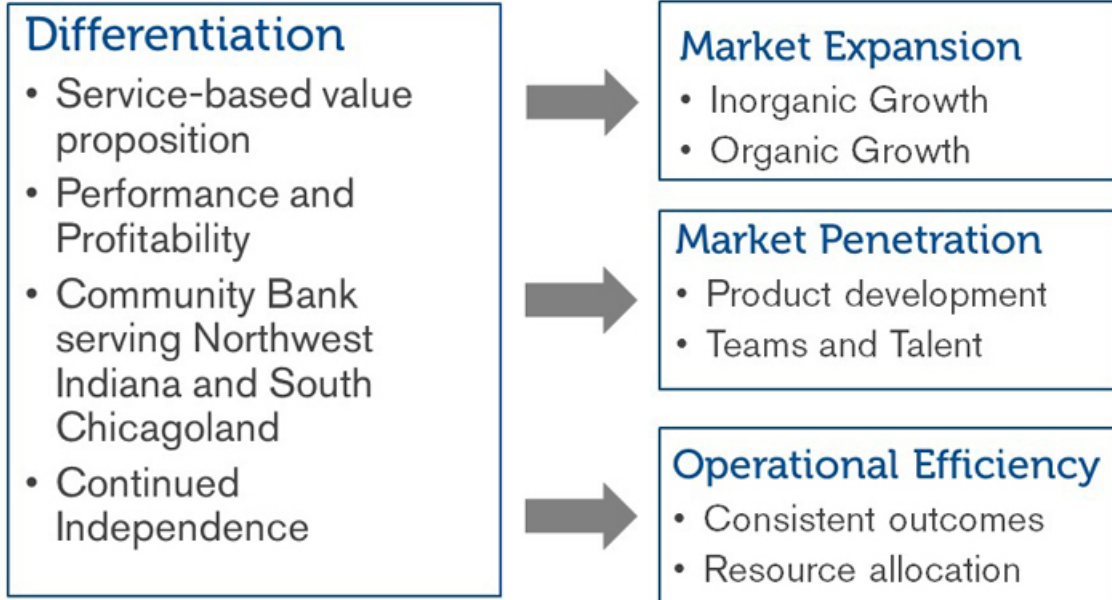 Differentiation
• Service-based value
proposition
• Performance and
Profitability
• Community Bank
serving Northwest
Indiana and South
Chicagoland
• Continued
Independence
Market Expansion
• Inorganic Growth
• Organic Growth
Market Penetration
• Product development
• Teams and Talent
Operational Efficiency
• Consistent outcomes
• Resource allocation